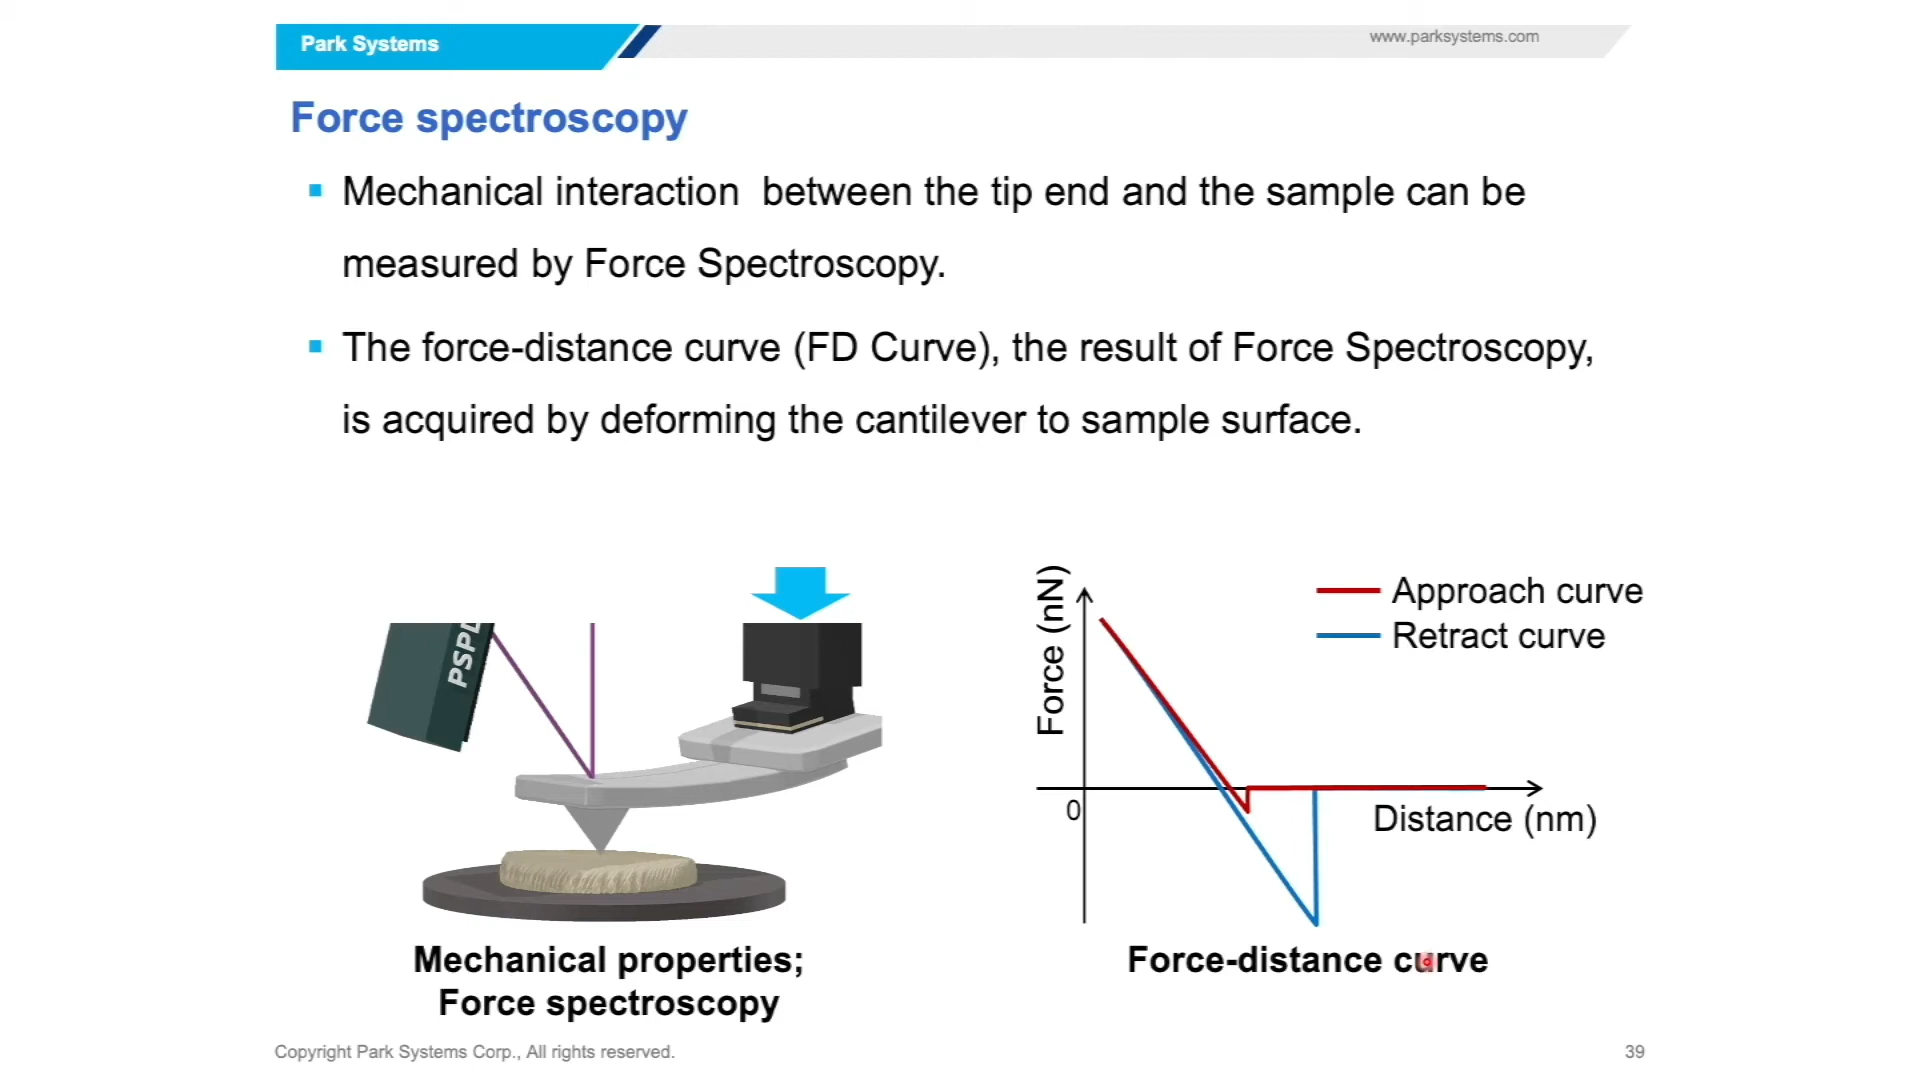 Park Systems
www.parksystems.com
Force spectroscopy
Mechanical interaction between the tip end and the sample can be
measured by Force Spectroscopy.
The force-distance curve (FD Curve), the result of Force Spectroscopy,
is acquired by deforming the cantilever to sample surface.
PSPD
Mechanical properties;
Force spectroscopy
Force (nN)
Approach curve
Retract curve
0
Distance (nm)
Force-distance curve
Copyright Park Systems Corp., All rights reserved.
39